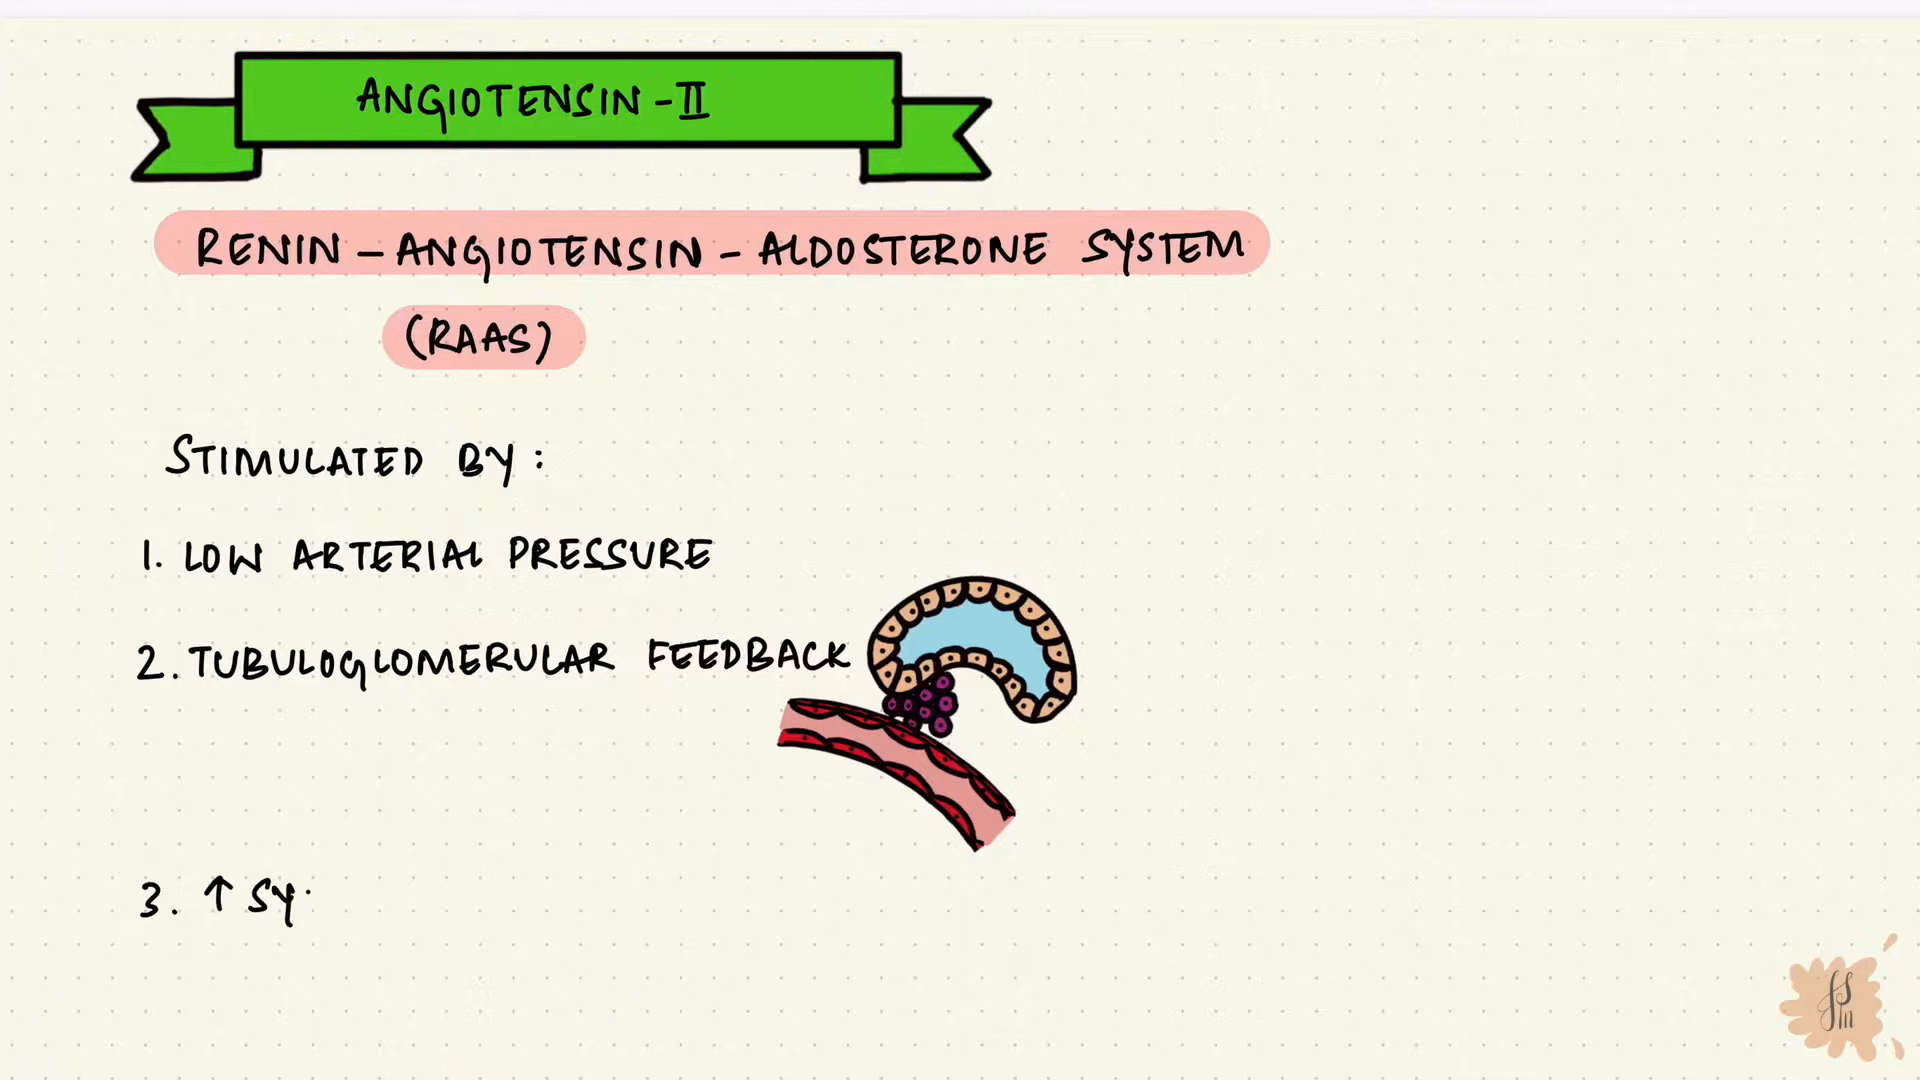 ANGIOTENSIN-II
RENIN - ANGIOTENSIN - ALDOSTERONE SYSTEM
(RAAS)
STIMULATED BY :
1. LOW ARTERIAL PRESSURE
2. TUBULOGLOMERULAR FEEDBACK
3. ↑ SY